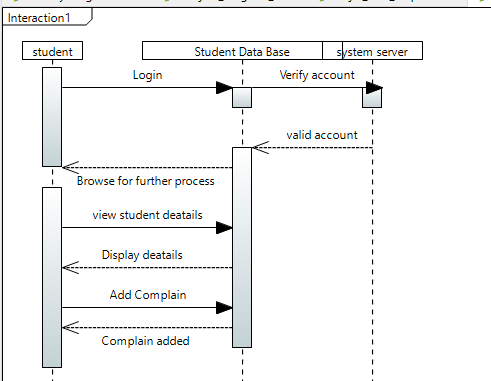 Interaction1
student
Student Data Base
system server
Login
Verify account
valid account
Browse for further process
view student deatails
Display deatails
Add Complain
Complain added